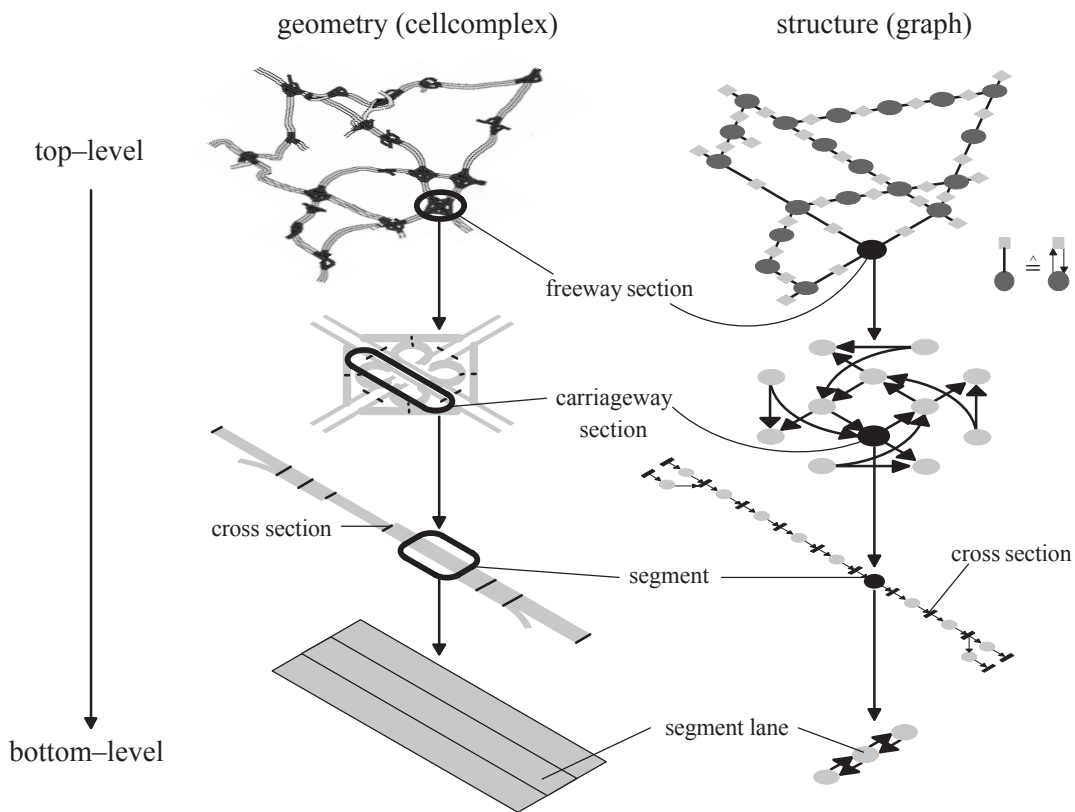 geometry (cellcomplex)
structure (graph)
top–level
freeway section
≙
carriageway
section
cross section
cross section
segment
segment lane
bottom–level